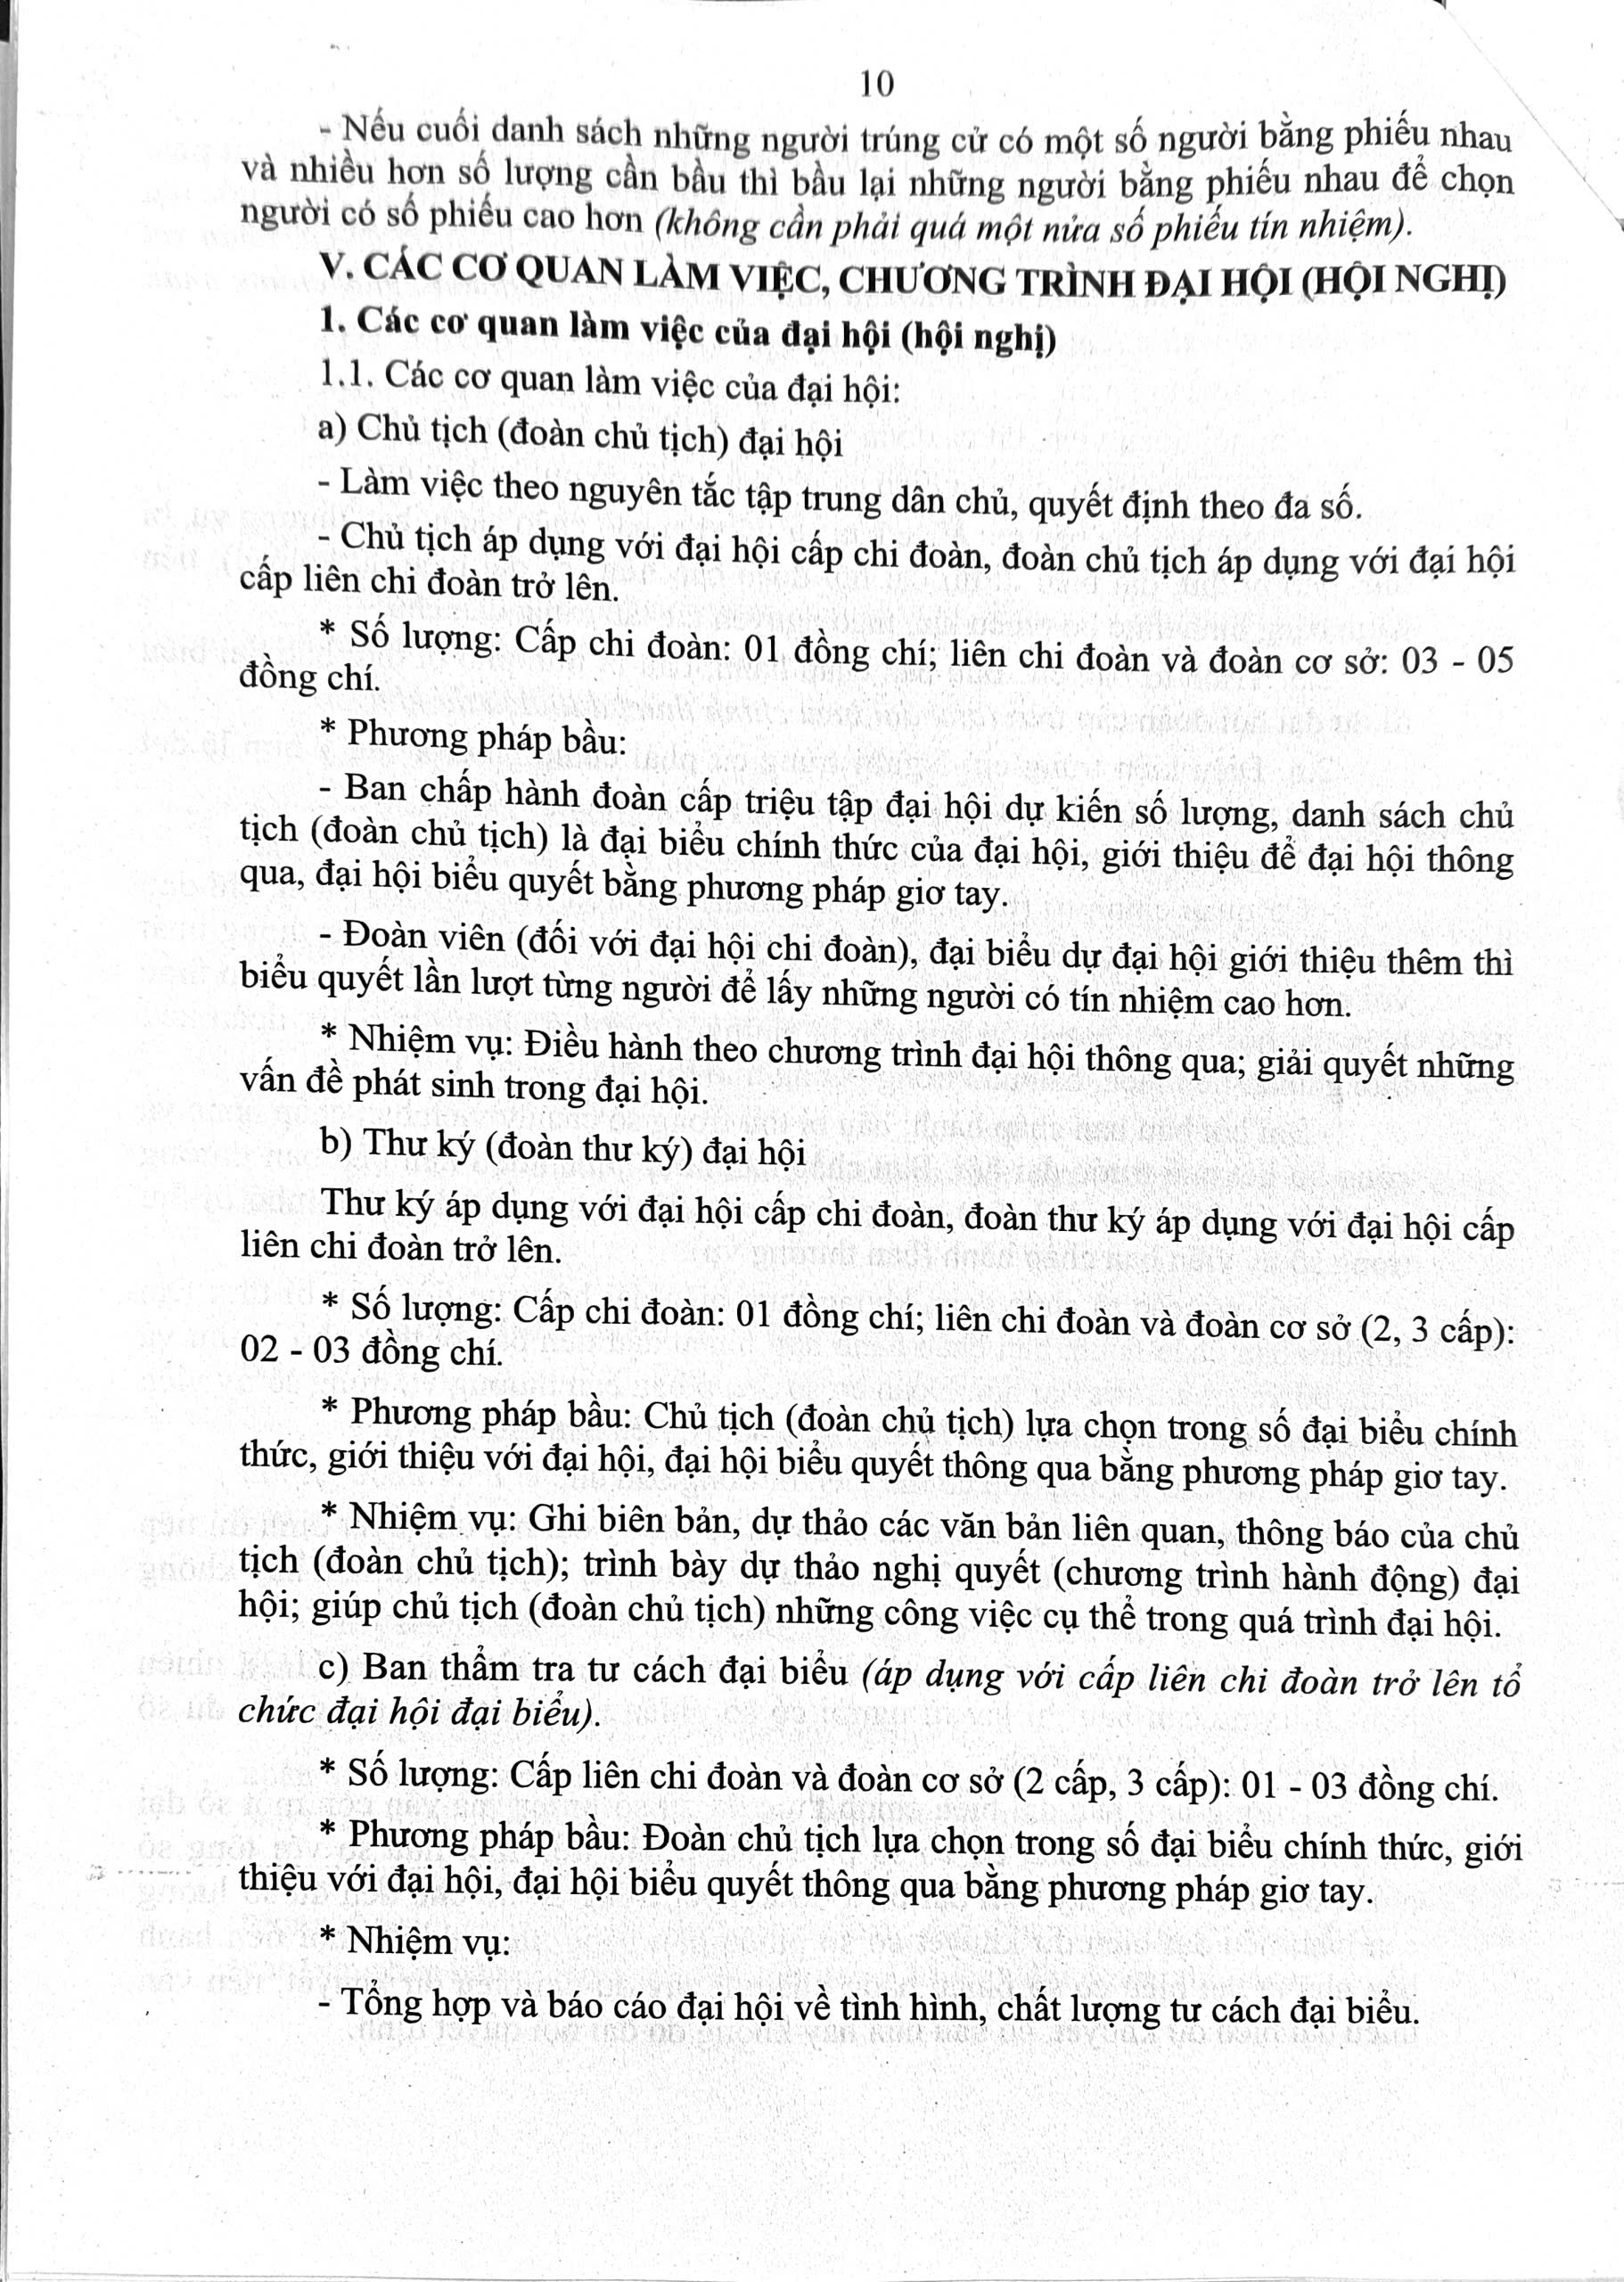 10
- Nếu cuối danh sách những người trúng cử có một số người bằng phiếu nhau
và nhiều hơn số lượng cần bầu thì bầu lại những người bằng phiếu nhau để chọn
người có số phiếu cao hơn (không cần phải quá một nửa số phiếu tín nhiệm).
V. CÁC CƠ QUAN LÀM VIỆC, CHƯƠNG TRÌNH ĐẠI HỘI (HỘI NGHỊ)
1. Các cơ quan làm việc của đại hội (hội nghị)
1.1. Các cơ quan làm việc của đại hội:
a) Chủ tịch (đoàn chủ tịch) đại hội
- Làm việc theo nguyên tắc tập trung dân chủ, quyết định theo đa số.
- Chủ tịch áp dụng với đại hội cấp chi đoàn, đoàn chủ tịch áp dụng với đại hội
cấp liên chi đoàn trở lên.
* Số lượng: Cấp chi đoàn: 01 đồng chí; liên chi đoàn và đoàn cơ sở: 03 - 05
đồng chí.
* Phương pháp bầu:
- Ban chấp hành đoàn cấp triệu tập đại hội dự kiến số lượng, danh sách chủ
tịch (đoàn chủ tịch) là đại biểu chính thức của đại hội, giới thiệu để đại hội thông
qua, đại hội biểu quyết bằng phương pháp giơ tay.
- Đoàn viên (đối với đại hội chi đoàn), đại biểu dự đại hội giới thiệu thêm thì
biểu quyết lần lượt từng người để lấy những người có tín nhiệm cao hơn.
* Nhiệm vụ: Điều hành theo chương trình đại hội thông qua; giải quyết những
vấn đề phát sinh trong đại hội.
b) Thư ký (đoàn thư ký) đại hội
Thư ký áp dụng với đại hội cấp chi đoàn, đoàn thư ký áp dụng với đại hội cấp
liên chi đoàn trở lên.
* Số lượng: Cấp chi đoàn: 01 đồng chí; liên chi đoàn và đoàn cơ sở (2, 3 cấp):
02 - 03 đồng chí.
* Phương pháp bầu: Chủ tịch (đoàn chủ tịch) lựa chọn trong số đại biểu chính
thức, giới thiệu với đại hội, đại hội biểu quyết thông qua bằng phương pháp giơ tay.
* Nhiệm vụ: Ghi biên bản, dự thảo các văn bản liên quan, thông báo của chủ
tịch (đoàn chủ tịch); trình bày dự thảo nghị quyết (chương trình hành động) đại
hội; giúp chủ tịch (đoàn chủ tịch) những công việc cụ thể trong quá trình đại hội.
c) Ban thẩm tra tư cách đại biểu (áp dụng với cấp liên chi đoàn trở lên tổ
chức đại hội đại biểu).
* Số lượng: Cấp liên chi đoàn và đoàn cơ sở (2 cấp, 3 cấp): 01 - 03 đồng chí.
* Phương pháp bầu: Đoàn chủ tịch lựa chọn trong số đại biểu chính thức, giới
thiệu với đại hội, đại hội biểu quyết thông qua bằng phương pháp giơ tay.
* Nhiệm vụ:
- Tổng hợp và báo cáo đại hội về tình hình, chất lượng tư cách đại biểu.